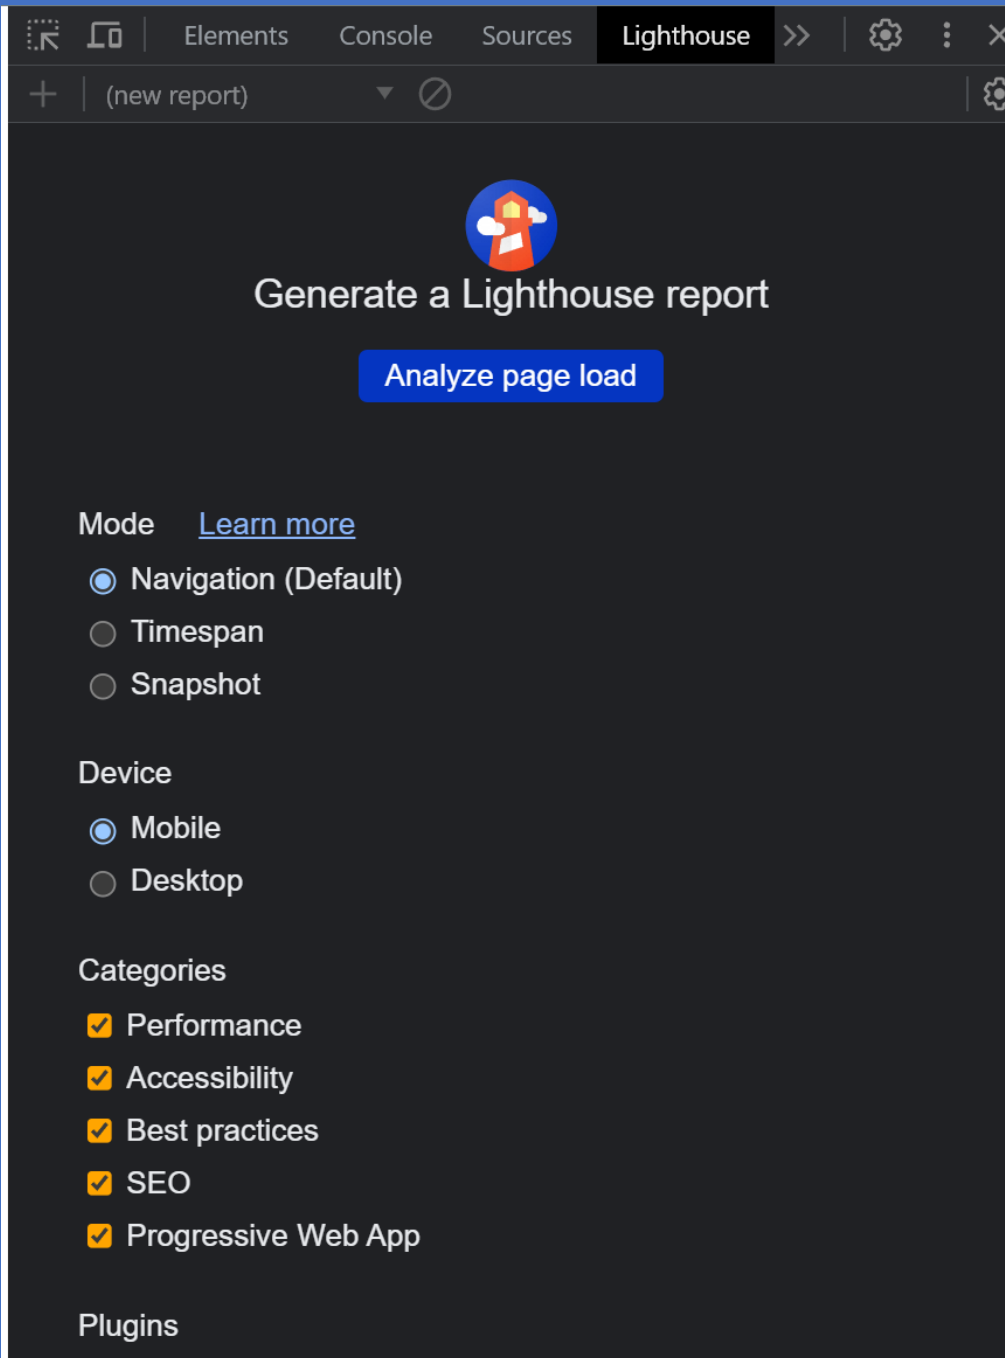 Elements Console Sources Lighthouse
(new report)
Generate a Lighthouse report
Analyze page load
Mode Learn more
Navigation (Default)
Timespan
Snapshot
Device
Mobile
Desktop
Categories
Performance
Accessibility
Best practices
SEO
Progressive Web App
Plugins